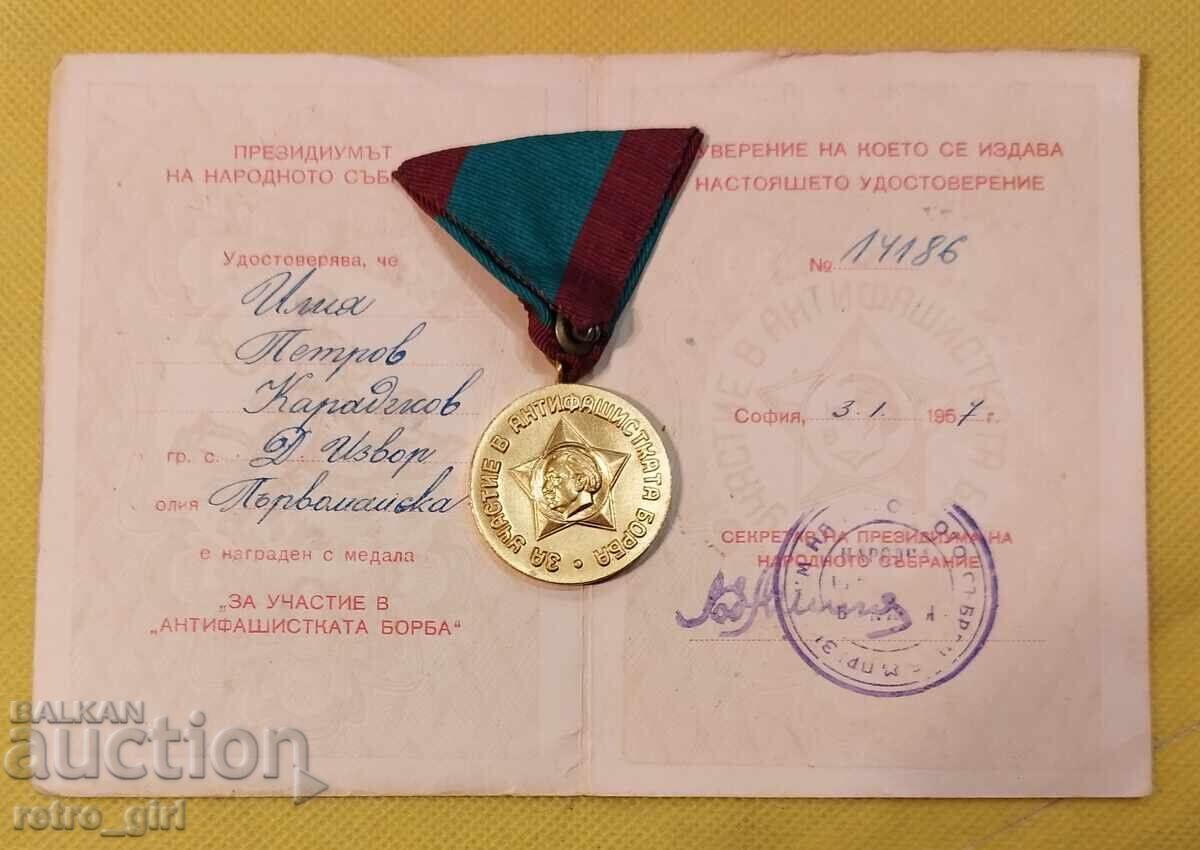 ПРЕЗИДИУМЪТ
НА НАРОДНОТО СЪБР
Удостоверява, че
Илия
Петров
гр. с. Д. Извор
олия Първомайска
е награден с медала
„ЗА УЧАСТИЕ В
„АНТИФАШИСТКАТА БОРБА“
ЗА УЧАСТИЕ В АНТИФАШИСТКАТА БОРБА
УВЕРЕНИЕ НА КОЕТО СЕ ИЗДАВА
НАСТОЯЩЕТО УДОСТОВЕРЕНИЕ
№ 14186
София, 3.1. 1967 г.
СЕКРЕТАР НА ПРЕЗИДИУМА НА
НАРОДНОТО СЪБРАНИЕ
BALKAN
auction
retro_girl